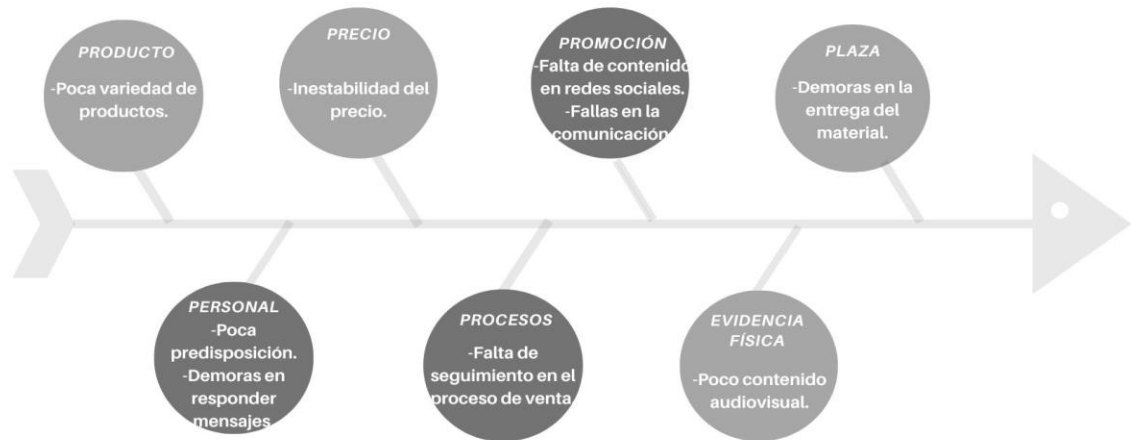 PRODUCTO
-Poca variedad de
productos.
PRECIO
-Inestabilidad del
precio.
PROMOCIÓN
-Falta de contenido
en redes sociales.
-Fallas en la
comunicación
PLAZA
-Demoras en la
entrega del
material.
PERSONAL
-Poca
predisposición.
-Demoras en
responder
mensajes.
PROCESOS
-Falta de
seguimiento en el
proceso de venta.
EVIDENCIA
FÍSICA
-Poco contenido
audiovisual.